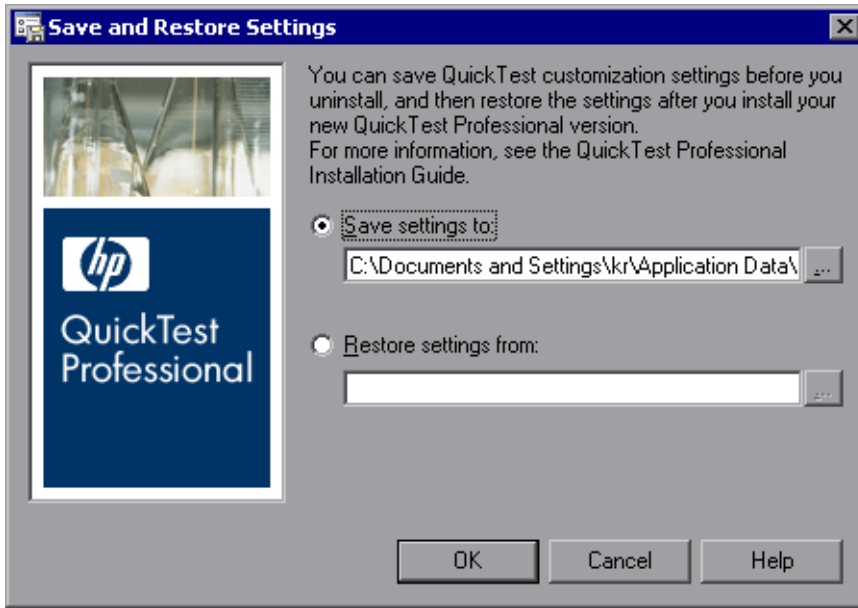 Save and Restore Settings
You can save QuickTest customization settings before you
uninstall, and then restore the settings after you install your
new QuickTest Professional version.
For more information, see the QuickTest Professional
Installation Guide.
Save settings to:
C:\Documents and Settings\kr\Application Data\
...
hp
QuickTest
Professional
Restore settings from:
...
OK
Cancel
Help